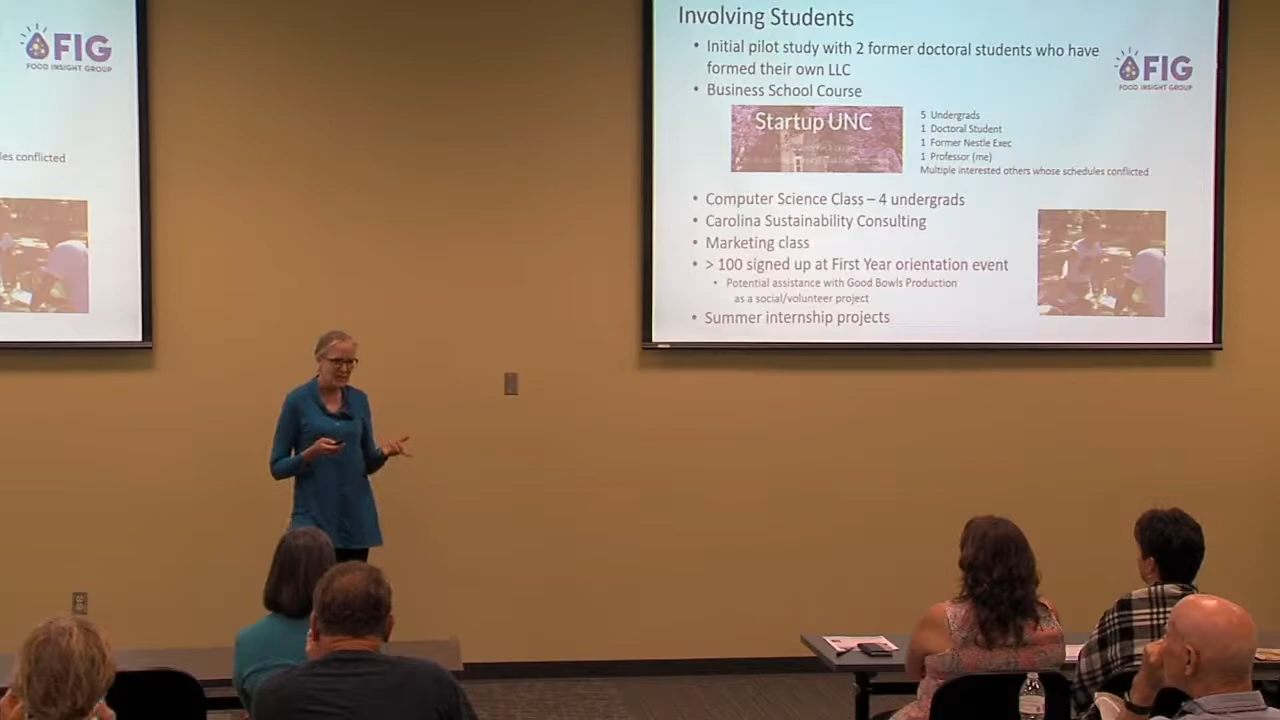 FIG
FOOD INSIGHT GROUP
les conflicted
Involving Students
• Initial pilot study with 2 former doctoral students who have
formed their own LLC
• Business School Course
FIG
FOOD INSIGHT GROUP
Startup UNC
5 Undergrads
1 Doctoral Student
1 Former Nestle Exec
1 Professor (me)
Multiple interested others whose schedules conflicted
• Computer Science Class – 4 undergrads
• Carolina Sustainability Consulting
• Marketing class
• > 100 signed up at First Year orientation event
• Potential assistance with Good Bowls Production
as a social/volunteer project
• Summer internship projects